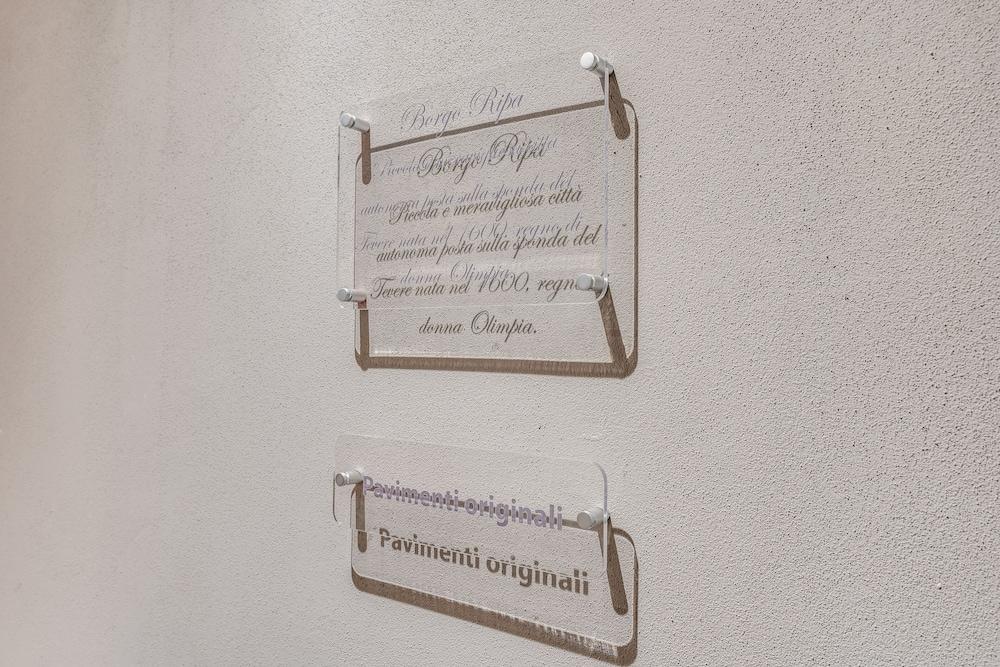 Borgo Ripa
Piccola e meravigliosa città
autonoma posta sulla sponda del
Tevere nata nel 1600, regno di
donna Olimpia.
Pavimenti originali